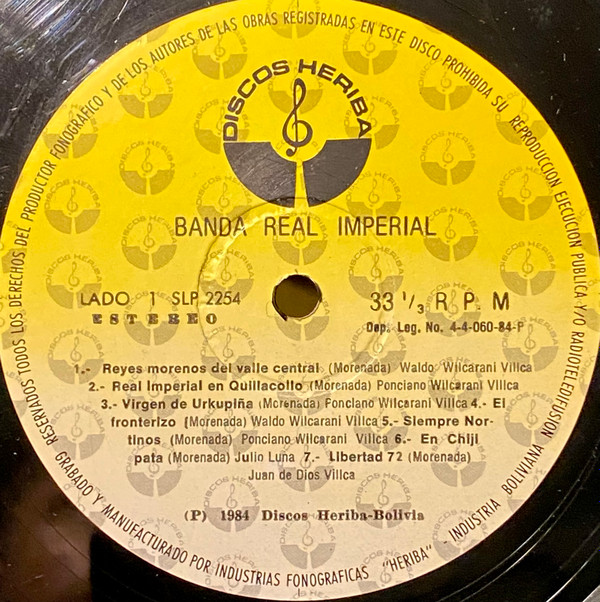 RESERVADOS TODOS LOS DERECHOS DEL PRODUCTOR FONOGRAFICO Y DE LOS AUTORES DE LAS OBRAS REGISTRADAS EN ESTE DISCO PROHIBIDA SU REPRODUCCION EJECUCION PUBLICA Y/O RADIOTELEDIFUSION
DISCOS HERIBA
BANDA REAL IMPERIAL
LADO 1 SLP 2254
ESTEREO
33 1/3 R. P. M
Dep. Leg. No. 4-4-060-84-P
1.- Reyes morenos del valle central (Morenada) Waldo Wilcarani Villca
2.- Real Imperial en Quillacollo (Morenada) Ponciano Wilcarani Villca
3.- Virgen de Urkupiña (Morenada Ponciano Wilcarani Villca 4.- El
fronterizo (Morenada) Waldo Wilcarani Villca 5.- Siempre Nor-
tinos (Morenada) Ponciano Wilcarani Villca 6.- En Chiji
pata (Morenada) Julio Luna 7.- Libertad 72 (Morenada)
Juan de Dios Villca
(P) 1984 Discos Heriba-Bolivia
GRABADO Y MANUFACTURADO POR INDUSTRIAS FONOGRAFICAS "HERIBA" - INDUSTRIA BOLIVIANA